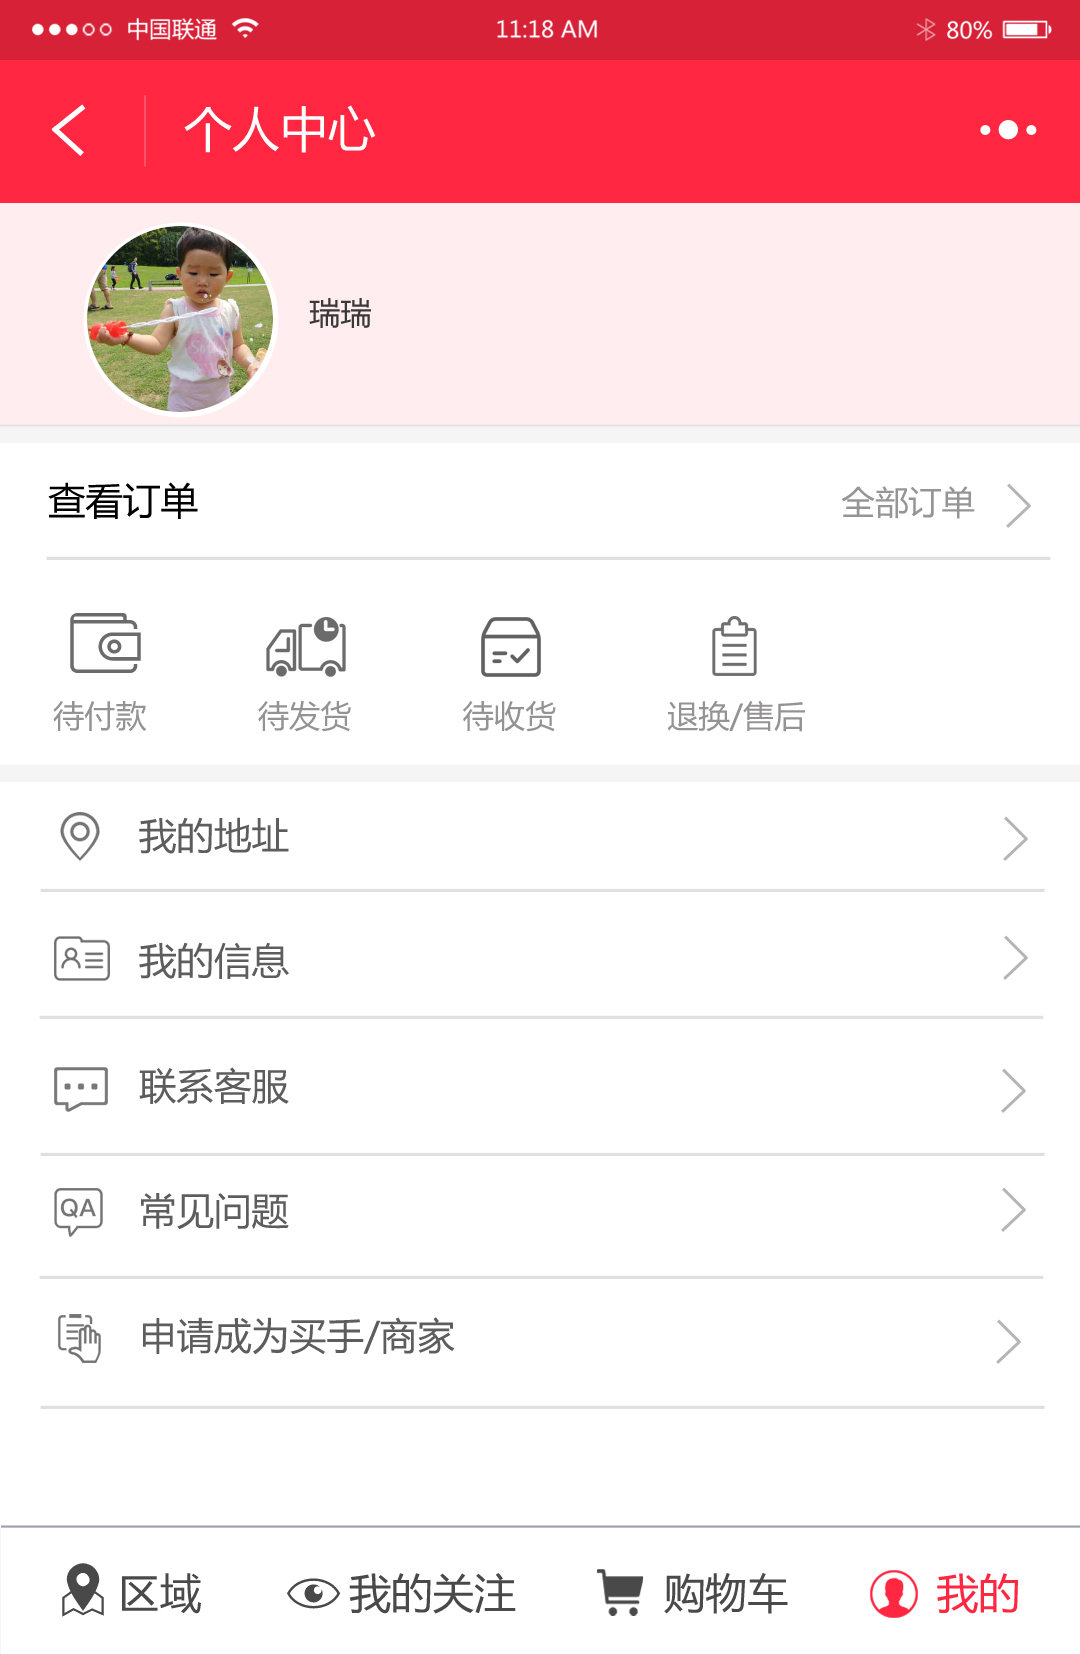 中国联通 11:18 AM 80%
个人中心
瑞瑞
查看订单 全部订单
待付款 待发货 待收货 退换/售后
我的地址
我的信息
联系客服
QA 常见问题
申请成为买手/商家
区域 我的关注 购物车 我的